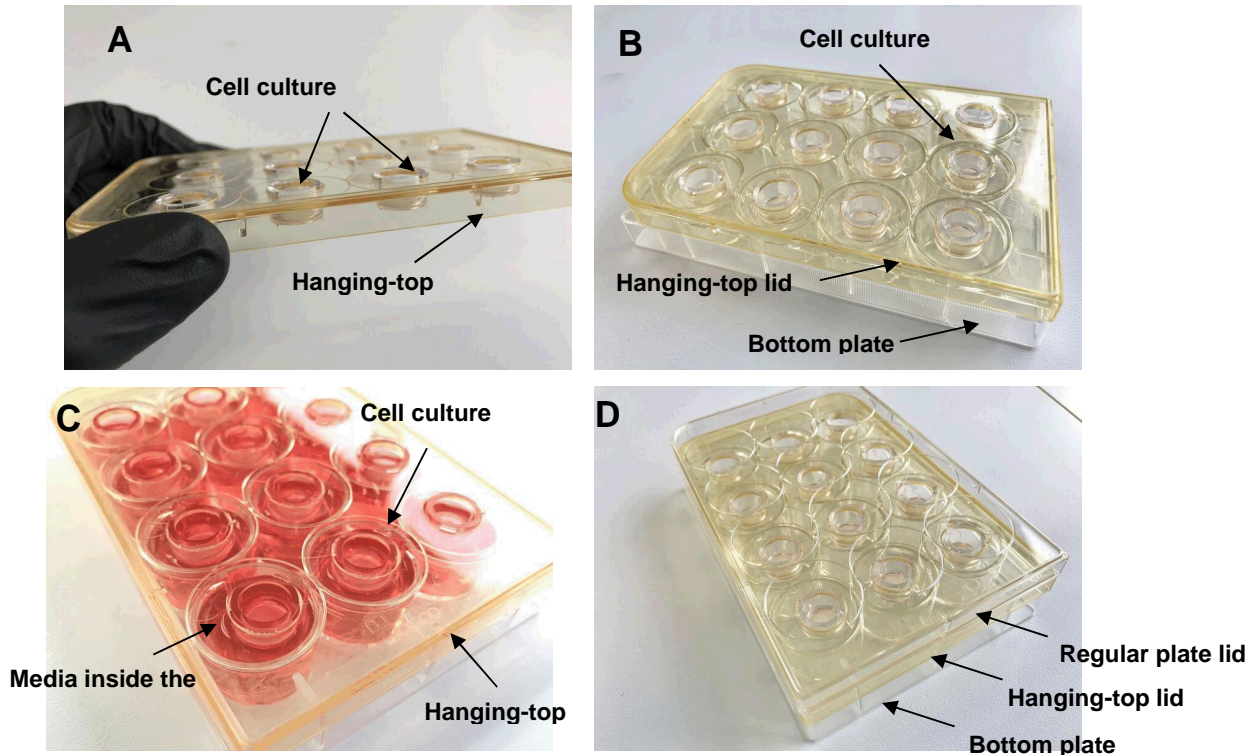 A
Cell culture
Hanging-top
B
Cell culture
Hanging-top lid
Bottom plate
C
Cell culture
Media inside the
Hanging-top
D
Regular plate lid
Hanging-top lid
Bottom plate